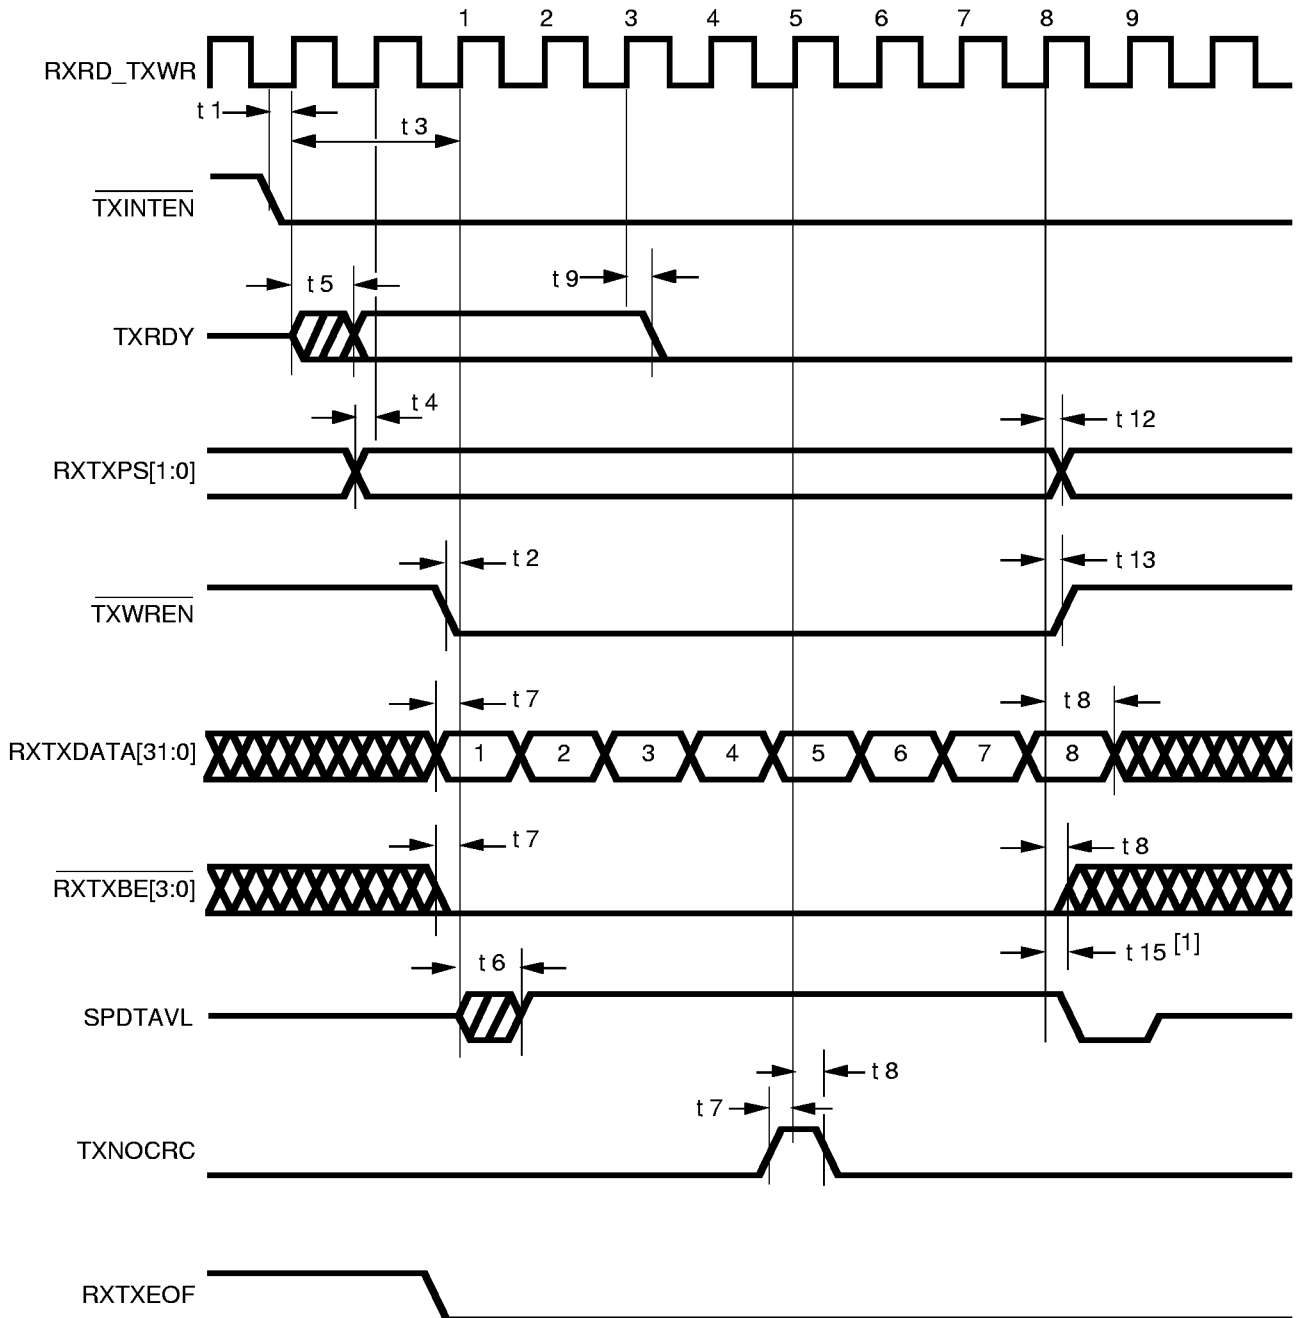 1 2 3 4 5 6 7 8 9
RXRD_TXWR
t 1
t 3
TXINTEN
t 5
t 9
TXRDY
t 4
t 12
RXTXPS[1:0]
t 2
t 13
TXWREN
t 7
t 8
RXTXDATA[31:0]
1 2 3 4 5 6 7 8
t 7
t 8
RXTXBE[3:0]
t 6
t 15 [1]
SPDTAVL
t 8
t 7
TXNOCRC
RXTXEOF